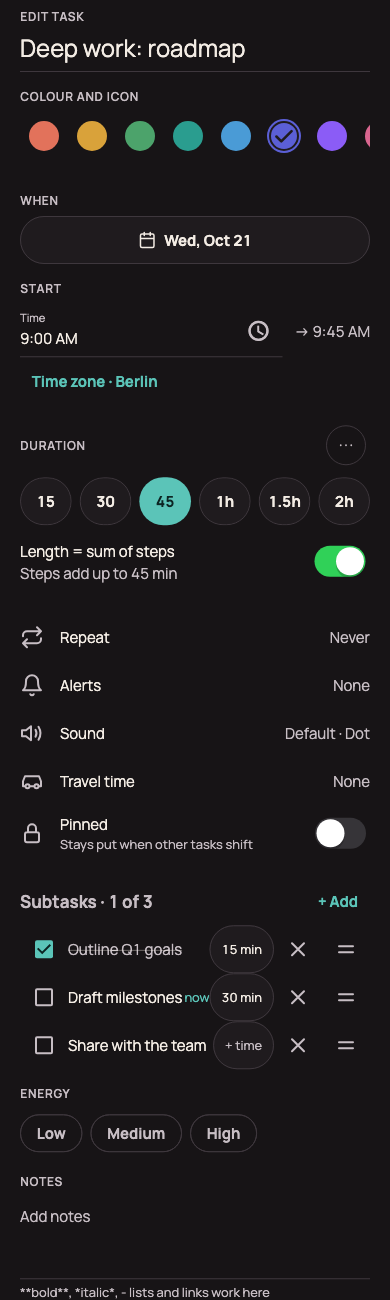 EDIT TASK
Deep work: roadmap
COLOUR AND ICON
WHEN
Wed, Oct 21
START
Time
9:00 AM
→ 9:45 AM
Time zone · Berlin
DURATION
···
15 30 45 1h 1.5h 2h
Length = sum of steps
Steps add up to 45 min
Repeat Never
Alerts None
Sound Default · Dot
Travel time None
Pinned
Stays put when other tasks shift
Subtasks · 1 of 3 + Add
Outline Q1 goals 15 min
Draft milestones now 30 min
Share with the team + time
ENERGY
Low Medium High
NOTES
Add notes
**bold**, *italic*, - lists and links work here